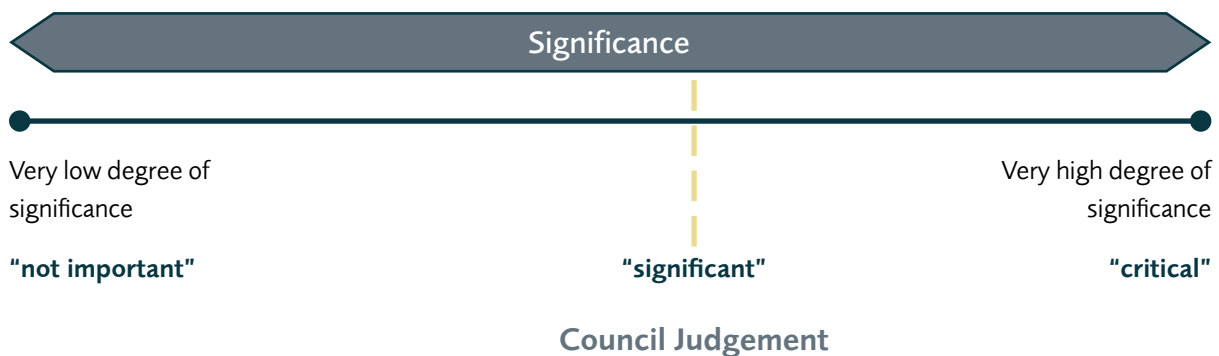 Significance
Very low degree of
significance
Very high degree of
significance
“not important”
“significant”
“critical”
Council Judgement